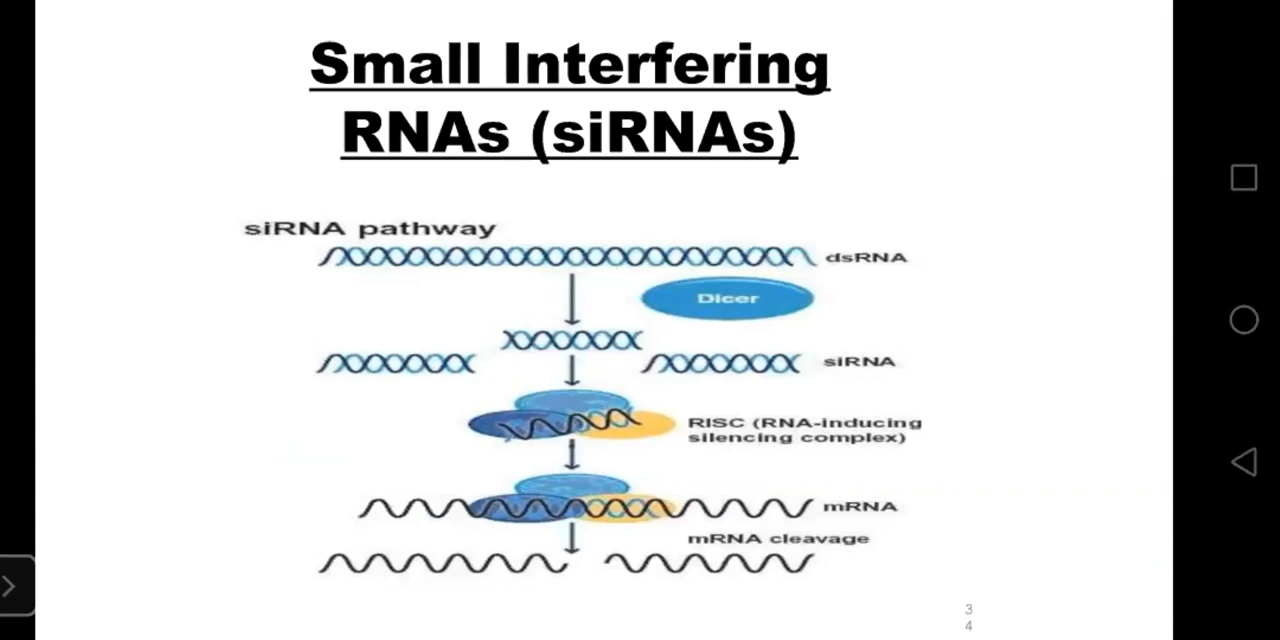 Small Interfering
RNAs (siRNAs)
siRNA pathway
dsRNA
Dicer
siRNA
RISC (RNA-inducing
silencing complex)
mRNA
mRNA cleavage
3
4